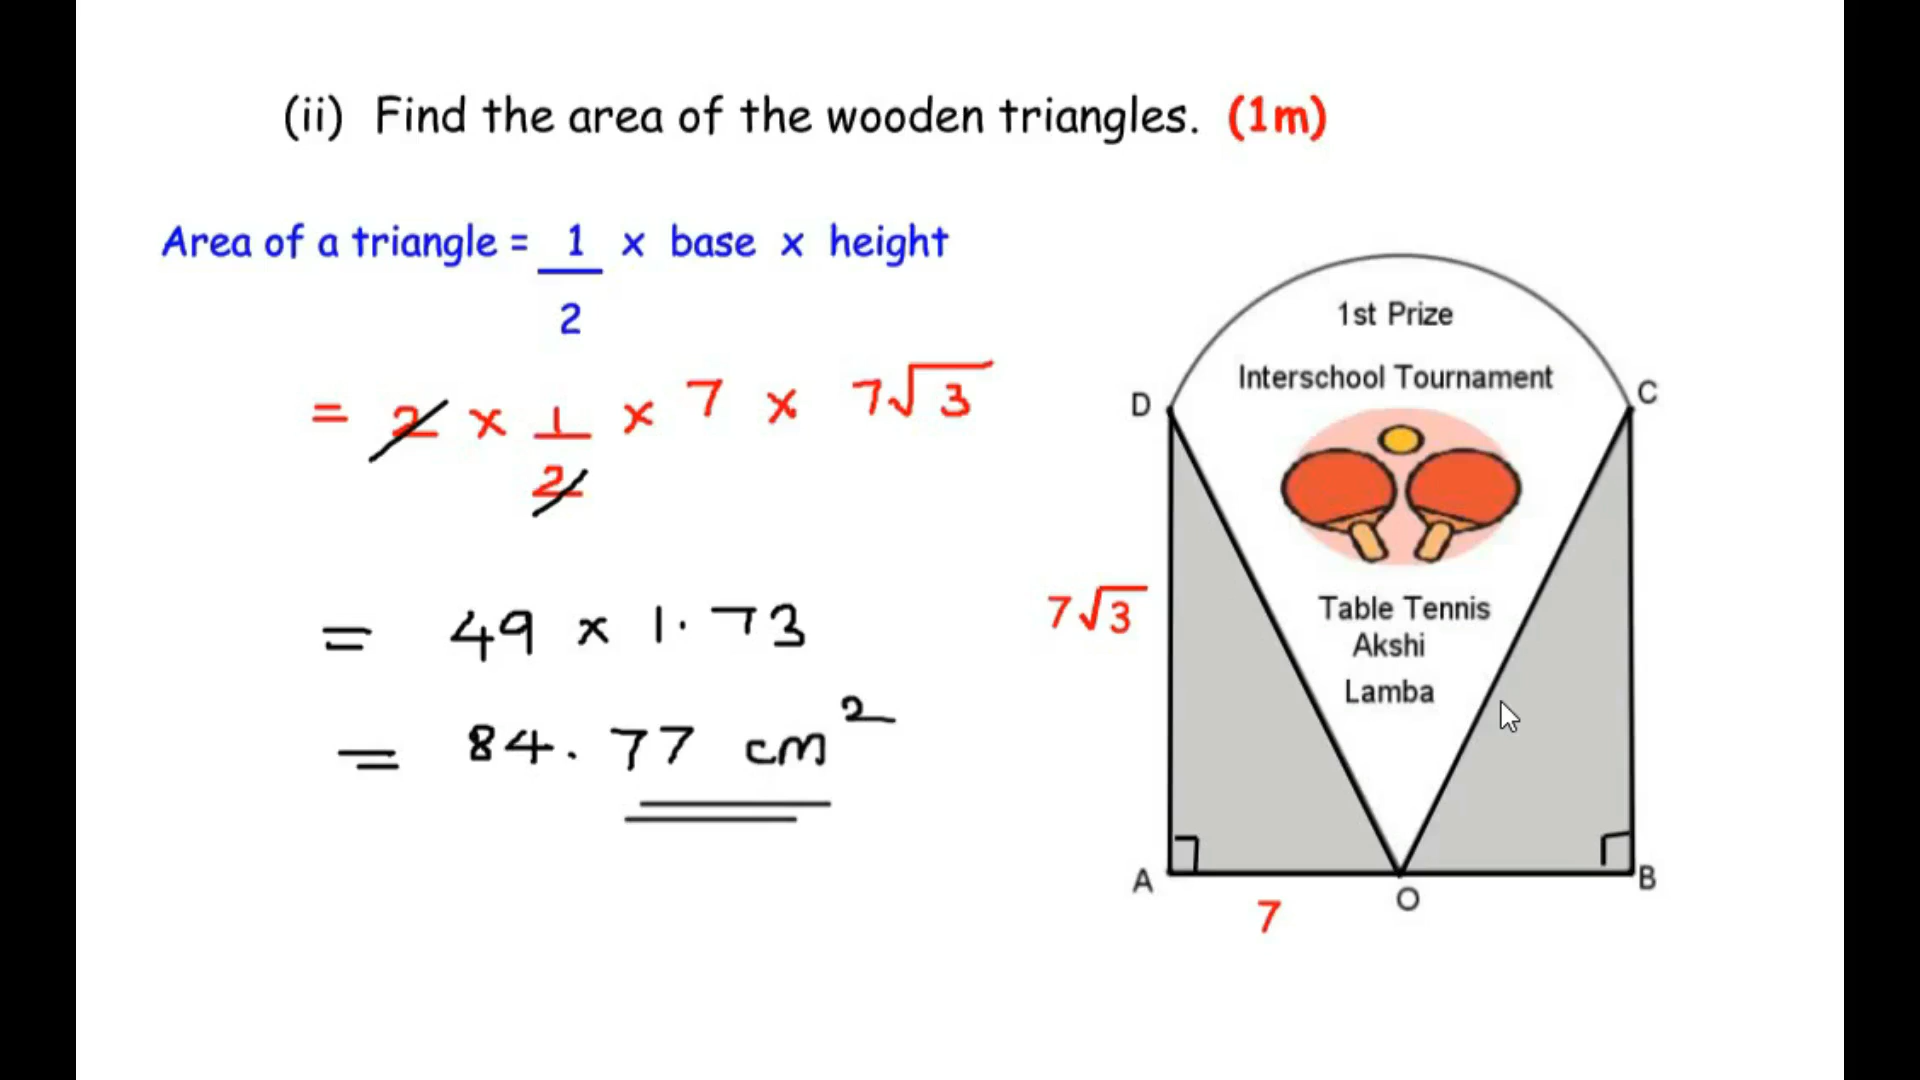 (ii) Find the area of the wooden triangles. (1m)
Area of a triangle = 1/2 x base x height
= 2 x 1/2 x 7 x 7√3
= 49 x 1.73
= 84.77 cm²
1st Prize
Interschool Tournament
D
C
7√3
Table Tennis
Akshi
Lamba
A
B
O
7